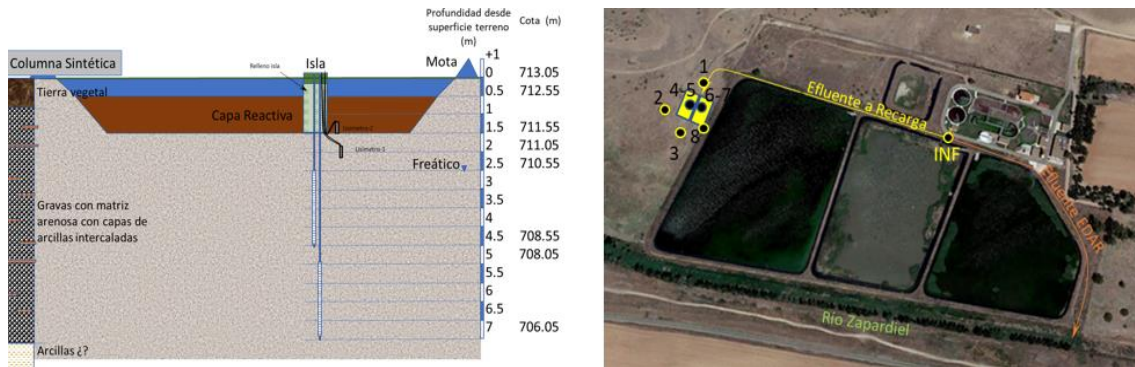 Profundidad desde
superficie terreno
(m)
Cota (m)
+1
Columna Sintética
Isla
Mota
0
713.05
Relleno isla
Tierra vegetal
0.5
712.55
Capa Reactiva
1
1.5
711.55
2
711.05
Freático
2.5
710.55
3
Gravas con matriz
arenosa con capas de
arcillas intercaladas
3.5
4
4.5
708.55
5
708.05
5.5
6
6.5
7
706.05
Arcillas ¿?
1
4-5
6-7
2
3
8
Efluente a Recarga
INF
Efluente EDAR
Rio Zapardiel